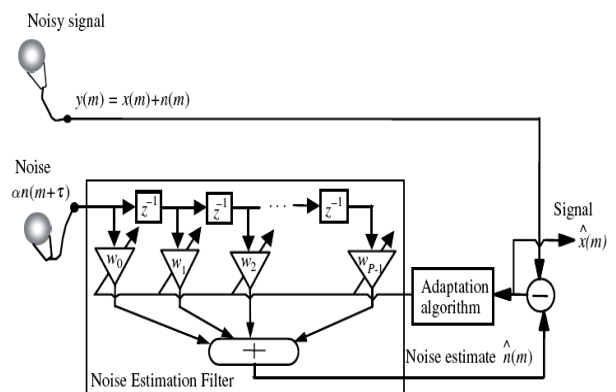 Noisy signal
y(m) = x(m)+n(m)
Noise
αn(m+τ)
z⁻¹ z⁻¹ · · · z⁻¹
Signal
x̂(m)
w₀ w₁ w₂ wP-1
Adaptation
algorithm
−
+
Noise estimate n̂(m)
Noise Estimation Filter